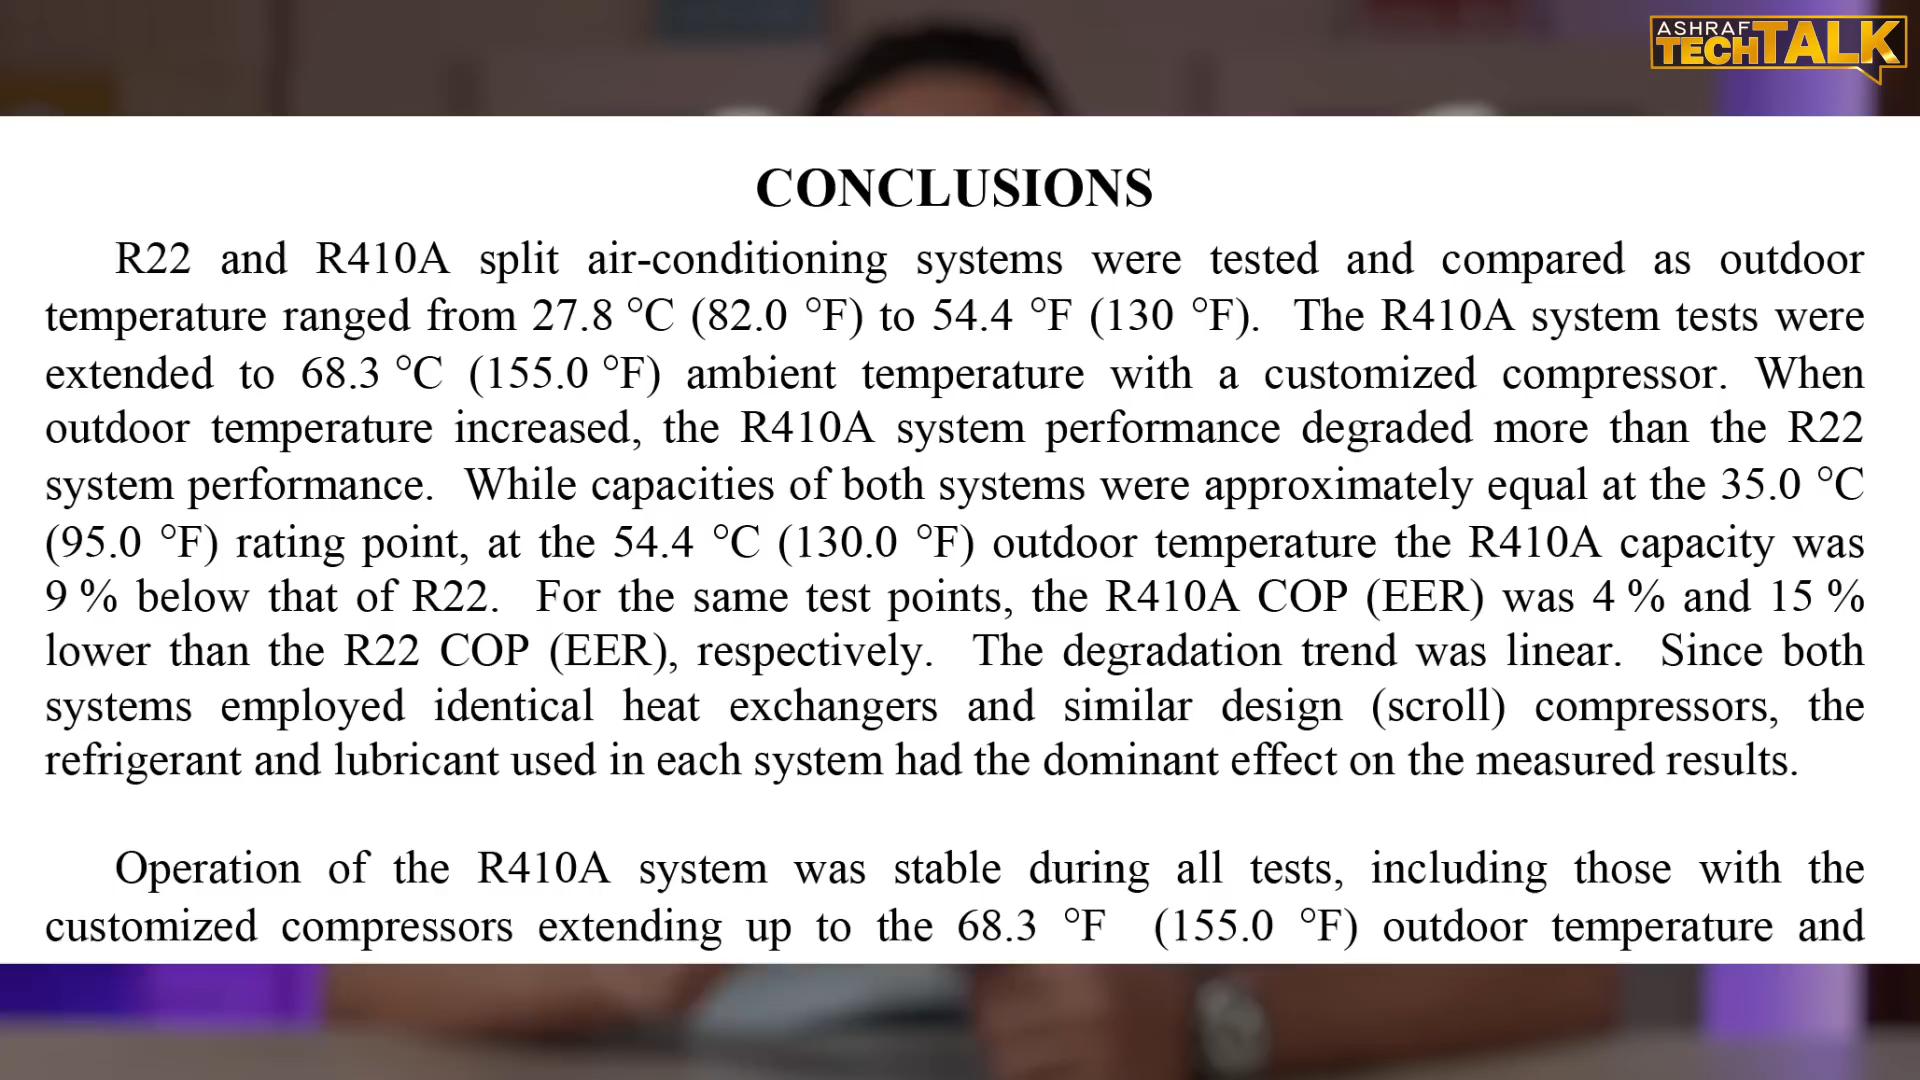 ASHRAF
TECHTALK
CONCLUSIONS
R22 and R410A split air-conditioning systems were tested and compared as outdoor
temperature ranged from 27.8 °C (82.0 °F) to 54.4 °F (130 °F). The R410A system tests were
extended to 68.3 °C (155.0 °F) ambient temperature with a customized compressor. When
outdoor temperature increased, the R410A system performance degraded more than the R22
system performance. While capacities of both systems were approximately equal at the 35.0 °C
(95.0 °F) rating point, at the 54.4 °C (130.0 °F) outdoor temperature the R410A capacity was
9 % below that of R22. For the same test points, the R410A COP (EER) was 4 % and 15 %
lower than the R22 COP (EER), respectively. The degradation trend was linear. Since both
systems employed identical heat exchangers and similar design (scroll) compressors, the
refrigerant and lubricant used in each system had the dominant effect on the measured results.
Operation of the R410A system was stable during all tests, including those with the
customized compressors extending up to the 68.3 °F (155.0 °F) outdoor temperature and